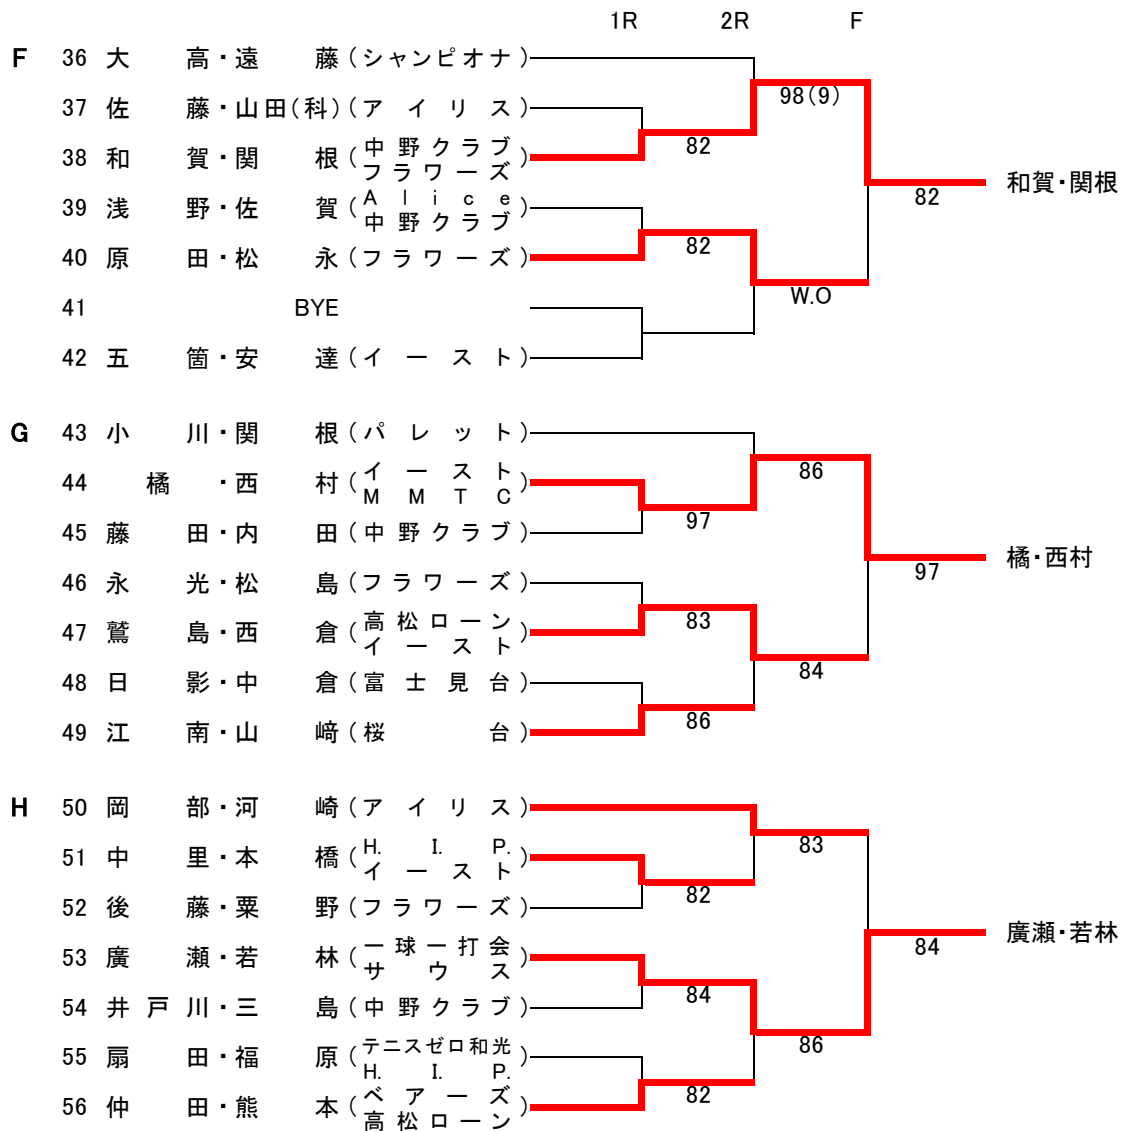 1R 2R F
F 36 大高・遠藤(シャンピオナ)
98(9)
37 佐藤・山田(科)(アイリス)
82
38 和賀・関根(中野クラブ
フラワーズ)
和賀・関根
82
39 浅野・佐賀(Alice
中野クラブ)
82
40 原田・松永(フラワーズ)
W.O
41 BYE
42 五箇・安達(イースト)
G 43 小川・関根(パレット)
86
44 橘・西村(イースト
MMTC)
97
45 藤田・内田(中野クラブ)
橘・西村
97
46 永光・松島(フラワーズ)
83
47 鷲島・西倉(高松ローン
イースト)
84
48 日影・中倉(富士見台)
86
49 江南・山﨑(桜台)
H 50 岡部・河崎(アイリス)
83
51 中里・本橋(H.I.P.
イースト)
82
52 後藤・粟野(フラワーズ)
廣瀬・若林
84
53 廣瀬・若林(一球一打会
サウス)
84
54 井戸川・三島(中野クラブ)
86
55 扇田・福原(テニスゼロ和光
H.I.P.)
82
56 仲田・熊本(ベアーズ
高松ローン)